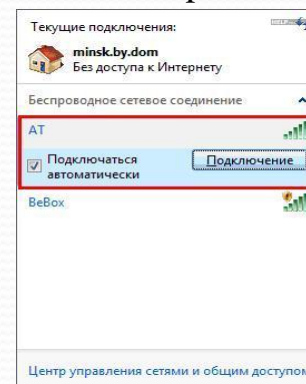 Текущие подключения:
minsk.by.dom
Без доступа к Интернету
Беспроводное сетевое соединение
AT
Подключаться
автоматически
Подключение
BeBox
Центр управления сетями и общим доступом